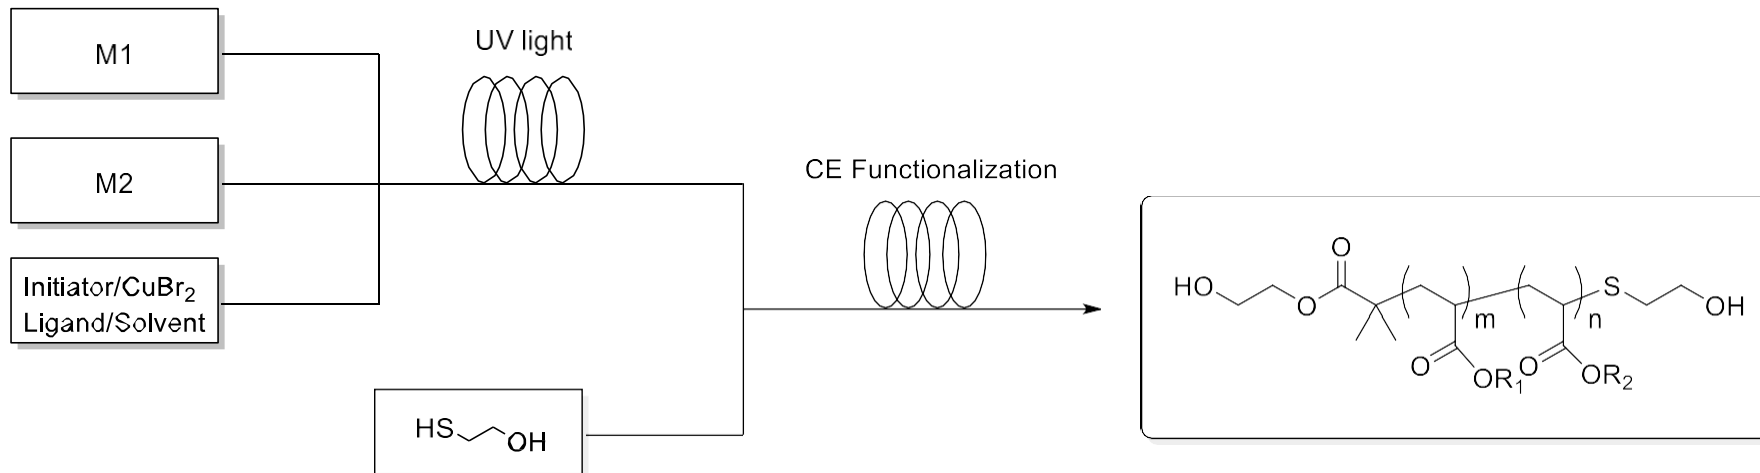 M1
UV light
M2
CE Functionalization
Initiator/CuBr2
Ligand/Solvent
HS
OH
HO
O
O
m
O
OR1
n
O
OR2
S
OH